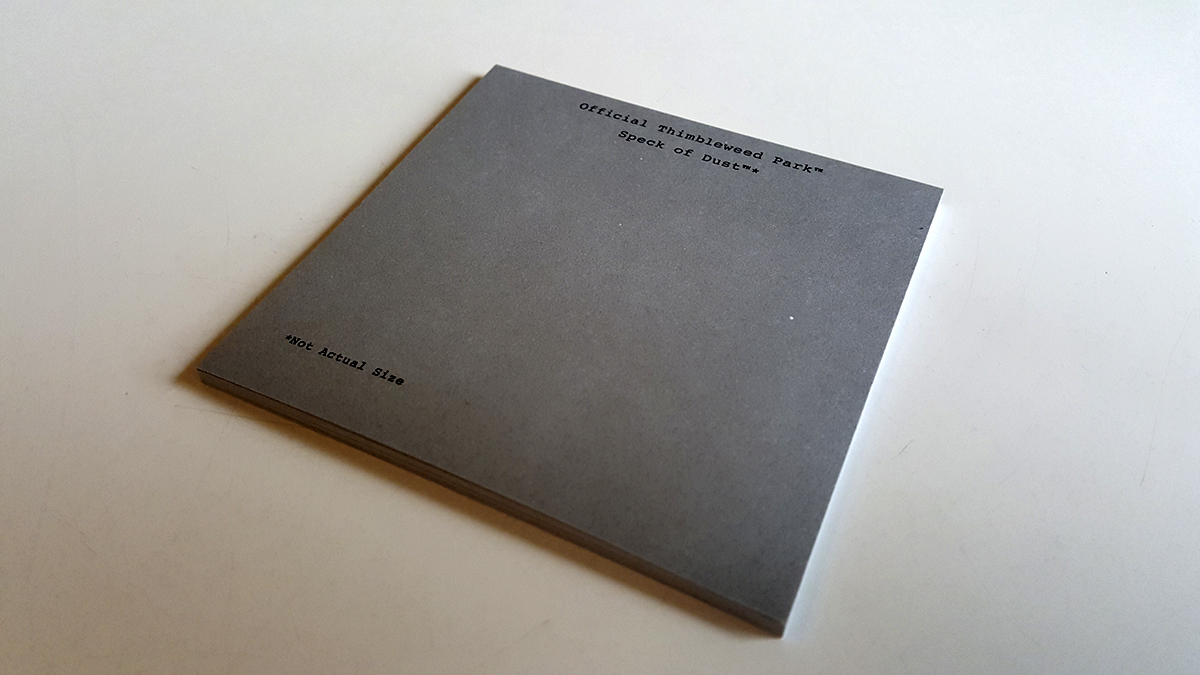 Official Thimbleweed Park™
Speck of Dust™*
*Not Actual Size